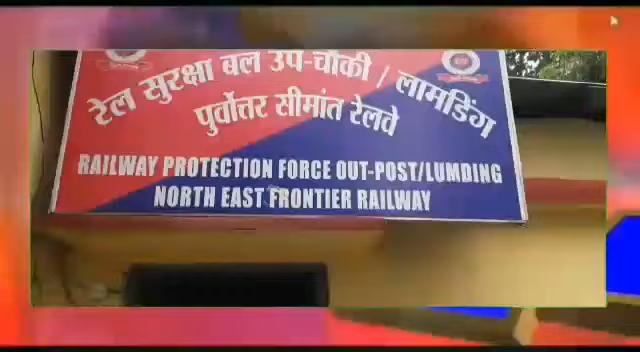 रेल सुरक्षा बल उप-चौकी / लामडिंग
पुर्वोत्तर सीमांत रेलवे
RAILWAY PROTECTION FORCE OUT-POST/LUMDING
NORTH EAST FRONTIER RAILWAY